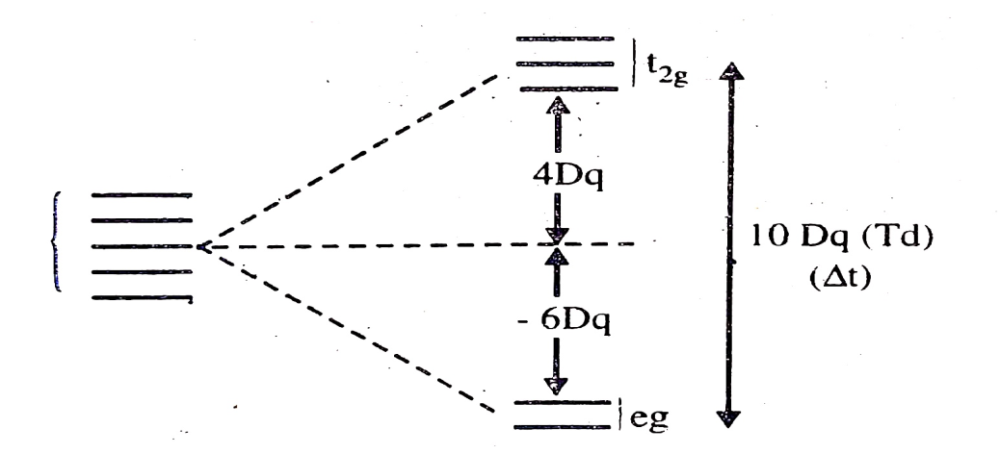 t₂g
4Dq
10 Dq (Td)
(Δt)
- 6Dq
eg